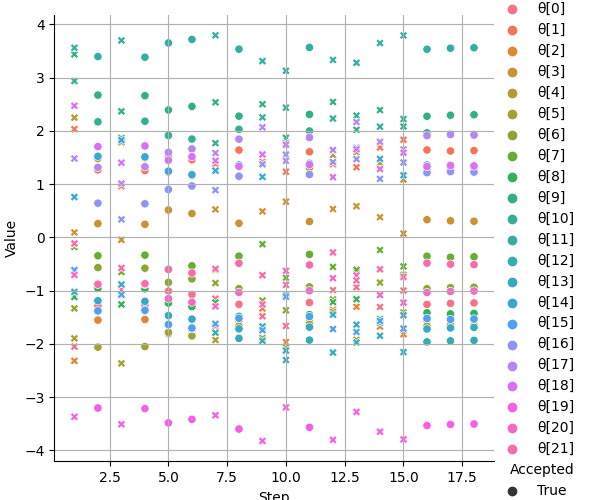 4
3
2
1
0
−1
−2
−3
−4
Value
2.5
5.0
7.5
10.0
12.5
15.0
17.5
Step
θ[0]
θ[1]
θ[2]
θ[3]
θ[4]
θ[5]
θ[6]
θ[7]
θ[8]
θ[9]
θ[10]
θ[11]
θ[12]
θ[13]
θ[14]
θ[15]
θ[16]
θ[17]
θ[18]
θ[19]
θ[20]
θ[21]
Accepted
True